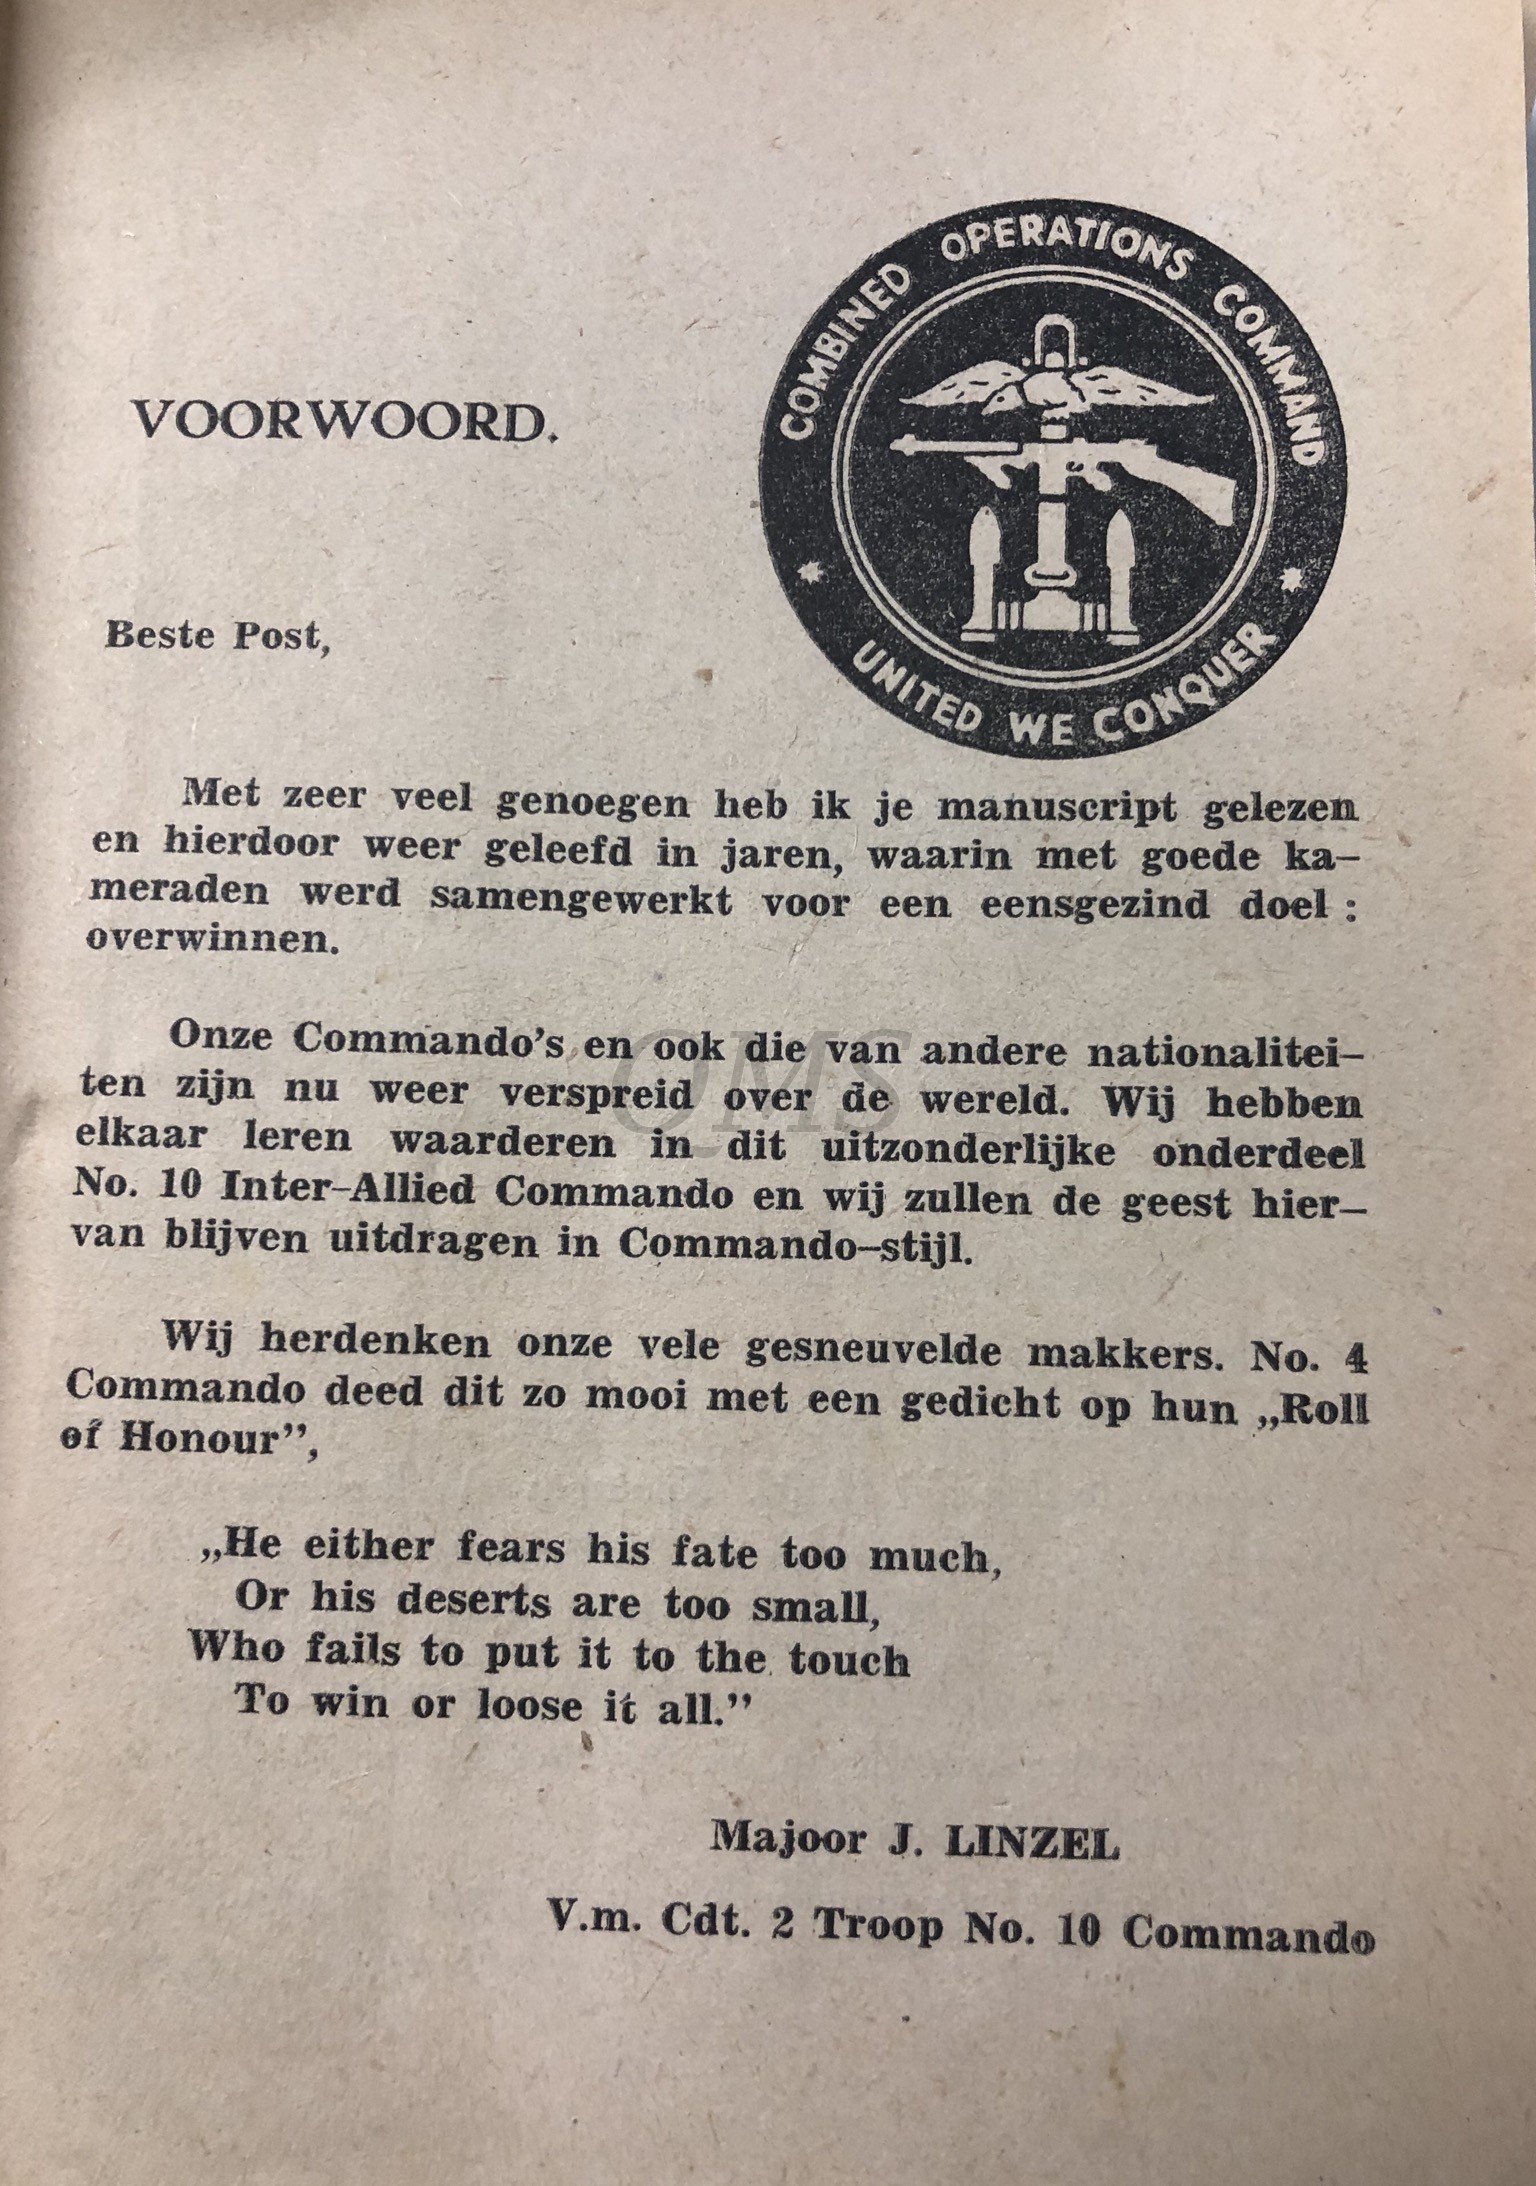 COMBINED OPERATIONS COMMAND
UNITED WE CONQUER
VOORWOORD.
Beste Post,
Met zeer veel genoegen heb ik je manuscript gelezen
en hierdoor weer geleefd in jaren, waarin met goede ka-
meraden werd samengewerkt voor een eensgezind doel :
overwinnen.
Onze Commando's en ook die van andere nationalitei-
ten zijn nu weer verspreid over de wereld. Wij hebben
elkaar leren waarderen in dit uitzonderlijke onderdeel
No. 10 Inter-Allied Commando en wij zullen de geest hier-
van blijven uitdragen in Commando-stijl.
OMS
Wij herdenken onze vele gesneuvelde makkers. No. 4
Commando deed dit zo mooi met een gedicht op hun „Roll
of Honour”,
„He either fears his fate too much,
Or his deserts are too small,
Who fails to put it to the touch
To win or loose it all.”
Majoor J. LINZEL
V.m. Cdt. 2 Troop No. 10 Commando